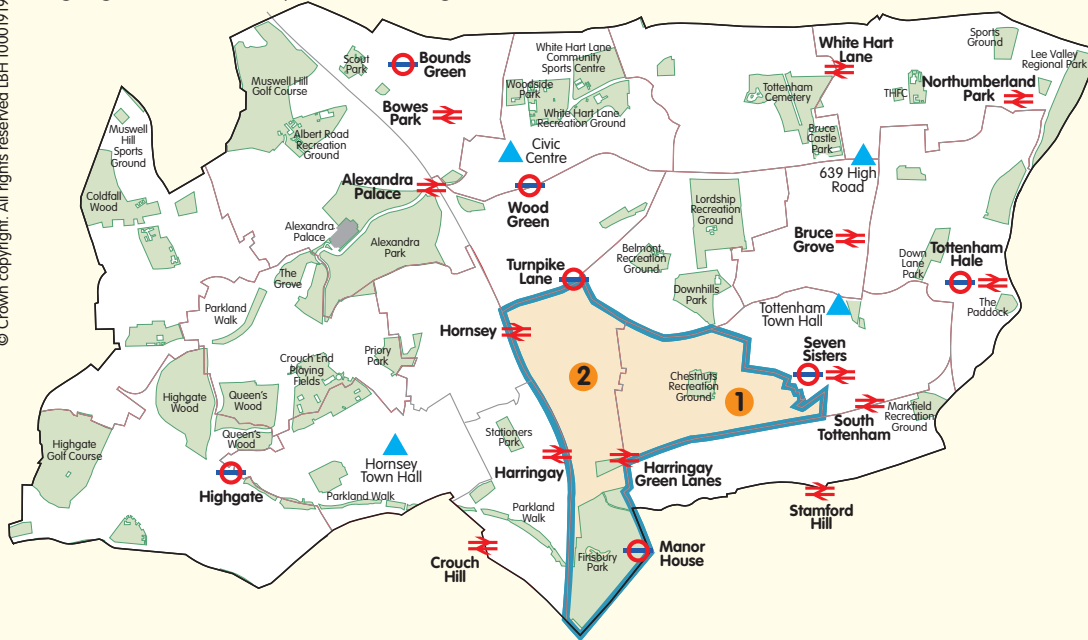 © Crown copyright. All rights reserved LBH
Scout
Park
Bounds
Green
White Hart Lane
Community
Sports Centre
White Hart
Lane
Sports
Ground
Lee Valley
Regional Park
Muswell Hill
Golf Course
Woodside
Park
Tottenham
Cemetery
THFC
Northumberland
Park
Bowes
Park
White Hart Lane
Recreation Ground
Muswell
Hill
Sports
Ground
Albert Road
Recreation
Ground
Civic
Centre
Bruce
Castle
Park
639 High
Road
Alexandra
Palace
Coldfall
Wood
Wood
Green
Lordship
Recreation
Ground
Alexandra
Palace
Alexandra
Park
Bruce
Grove
Belmont
Recreation
Ground
Down
Lane
Park
Tottenham
Hale
Turnpike
Lane
The
Grove
Downhills
Park
Parkland
Walk
Tottenham
Town Hall
The
Paddock
Hornsey
Seven
Sisters
Priory
Park
Crouch End
Playing
Fields
2
Chestnuts
Recreation
Ground
1
Highgate
Wood
Queen's
Wood
South
Tottenham
Markfield
Recreation
Ground
Queen's
Wood
Stationers
Park
Highgate
Golf Course
Hornsey
Town Hall
Harringay
Harringay
Green Lanes
Highgate
Parkland Walk
Parkland
Walk
Stamford
Hill
Crouch
Hill
Finsbury
Park
Manor
House